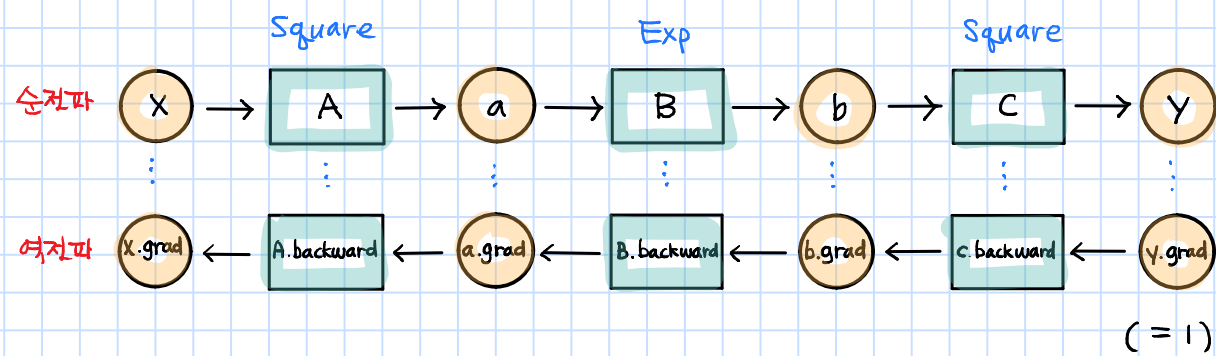 Square Exp Square
순전파 x A a B b C y
역전파 x.grad A.backward a.grad B.backward b.grad C.backward y.grad
( = 1 )